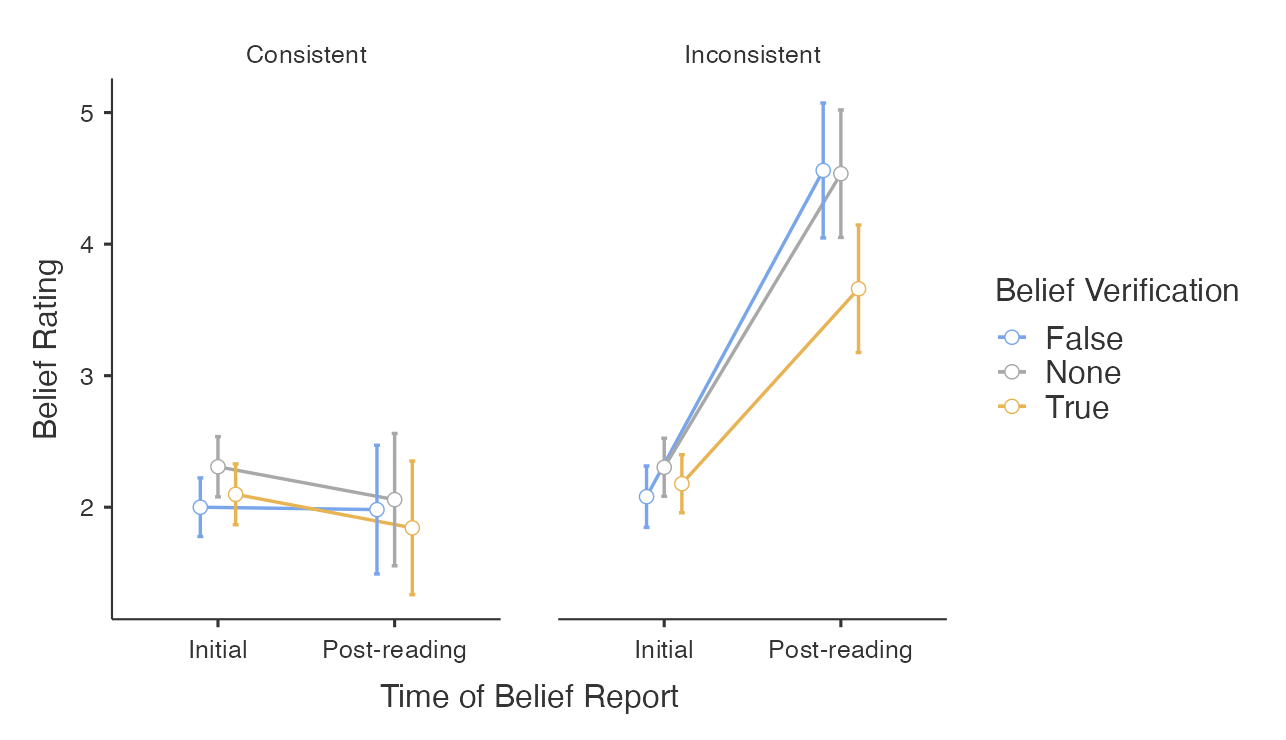 Consistent
Inconsistent
5
4
3
2
Belief Rating
Initial
Post-reading
Initial
Post-reading
Time of Belief Report
Belief Verification
False
None
True